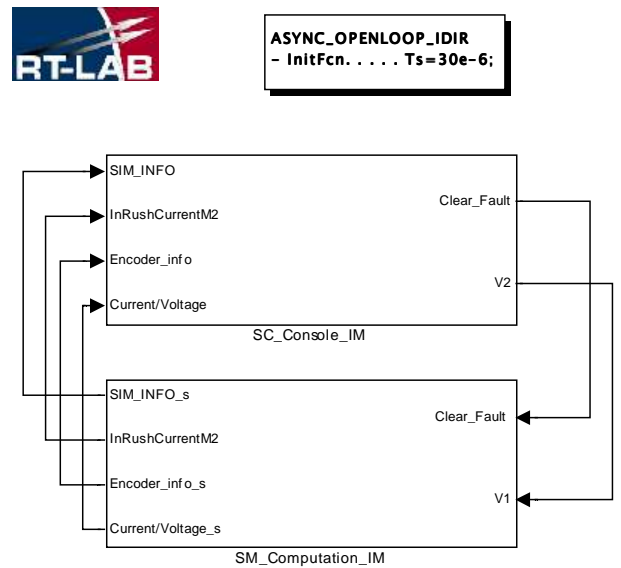 RT-LAB
ASYNC_OPENLOOP_IDIR
- InitFcn. . . . . Ts=30e-6;
SIM_INFO
InRushCurrentM2
Encoder_info
Current/Voltage
Clear_Fault
V2
SC_Console_IM
SIM_INFO_s
InRushCurrentM2
Encoder_info_s
Current/Voltage_s
Clear_Fault
V1
SM_Computation_IM